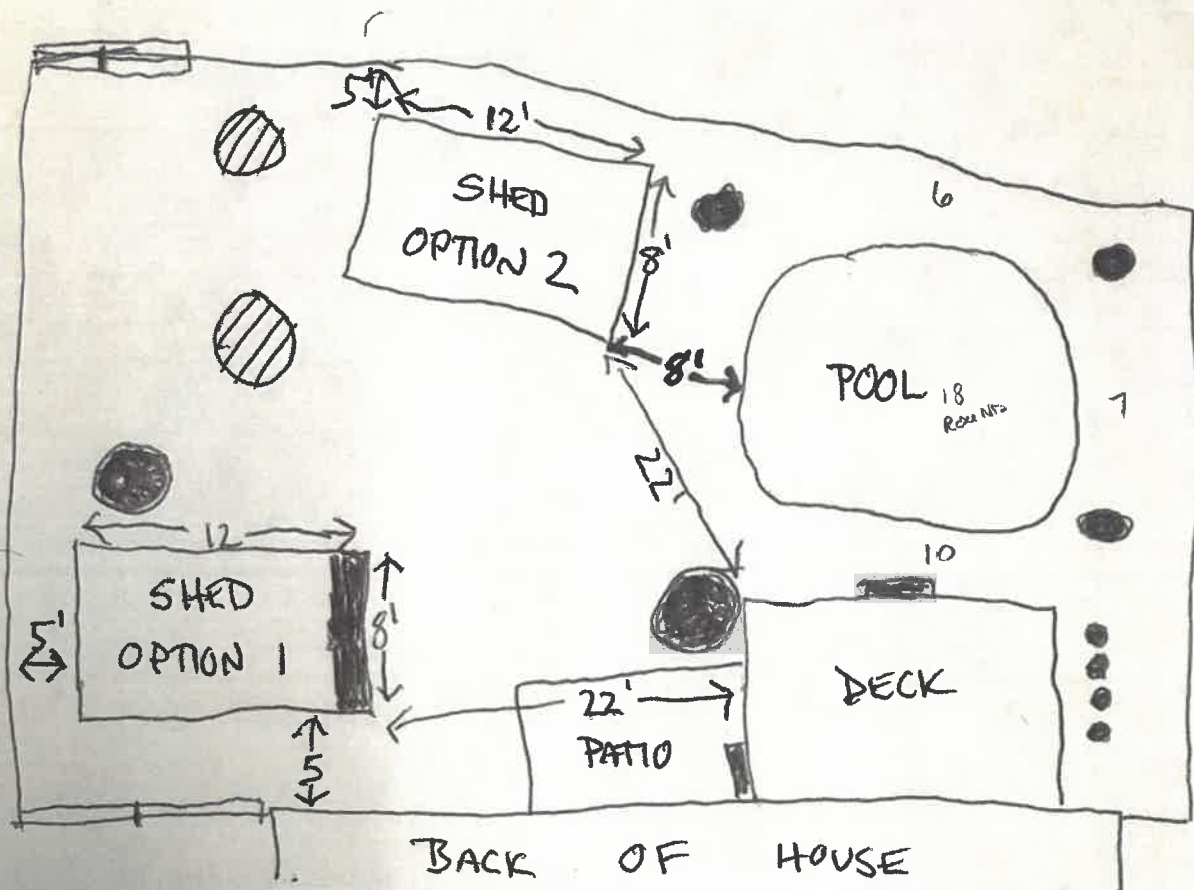 5'
12'
SHED
OPTION 2
8'
6
8'
POOL
18
ROUND
7
22'
12
10
SHED
OPTION 1
5'
8'
DECK
22'
PATIO
5
BACK OF HOUSE